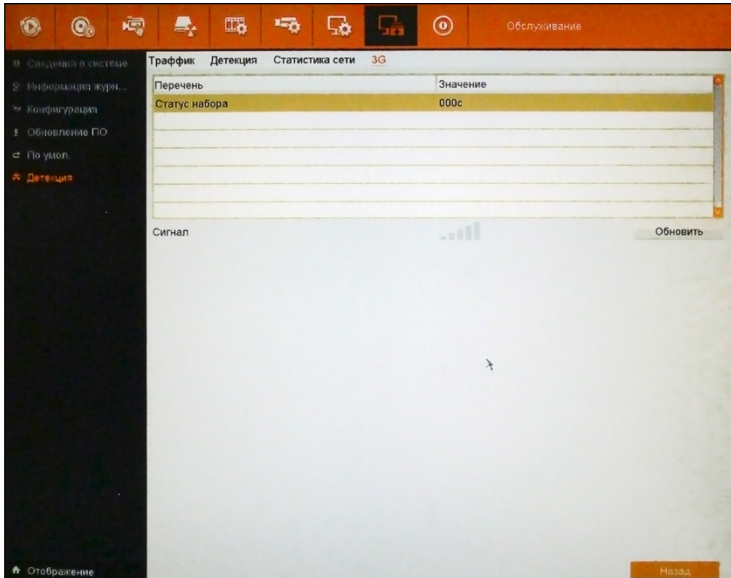 Обслуживание
Сведения о системе
Информация журн...
Конфигурация
Обновление ПО
По умол.
Детекция
Отображение
Траффик Детекция Статистика сети 3G
Перечень Значение
Статус набора 000c
Сигнал Обновить
Назад